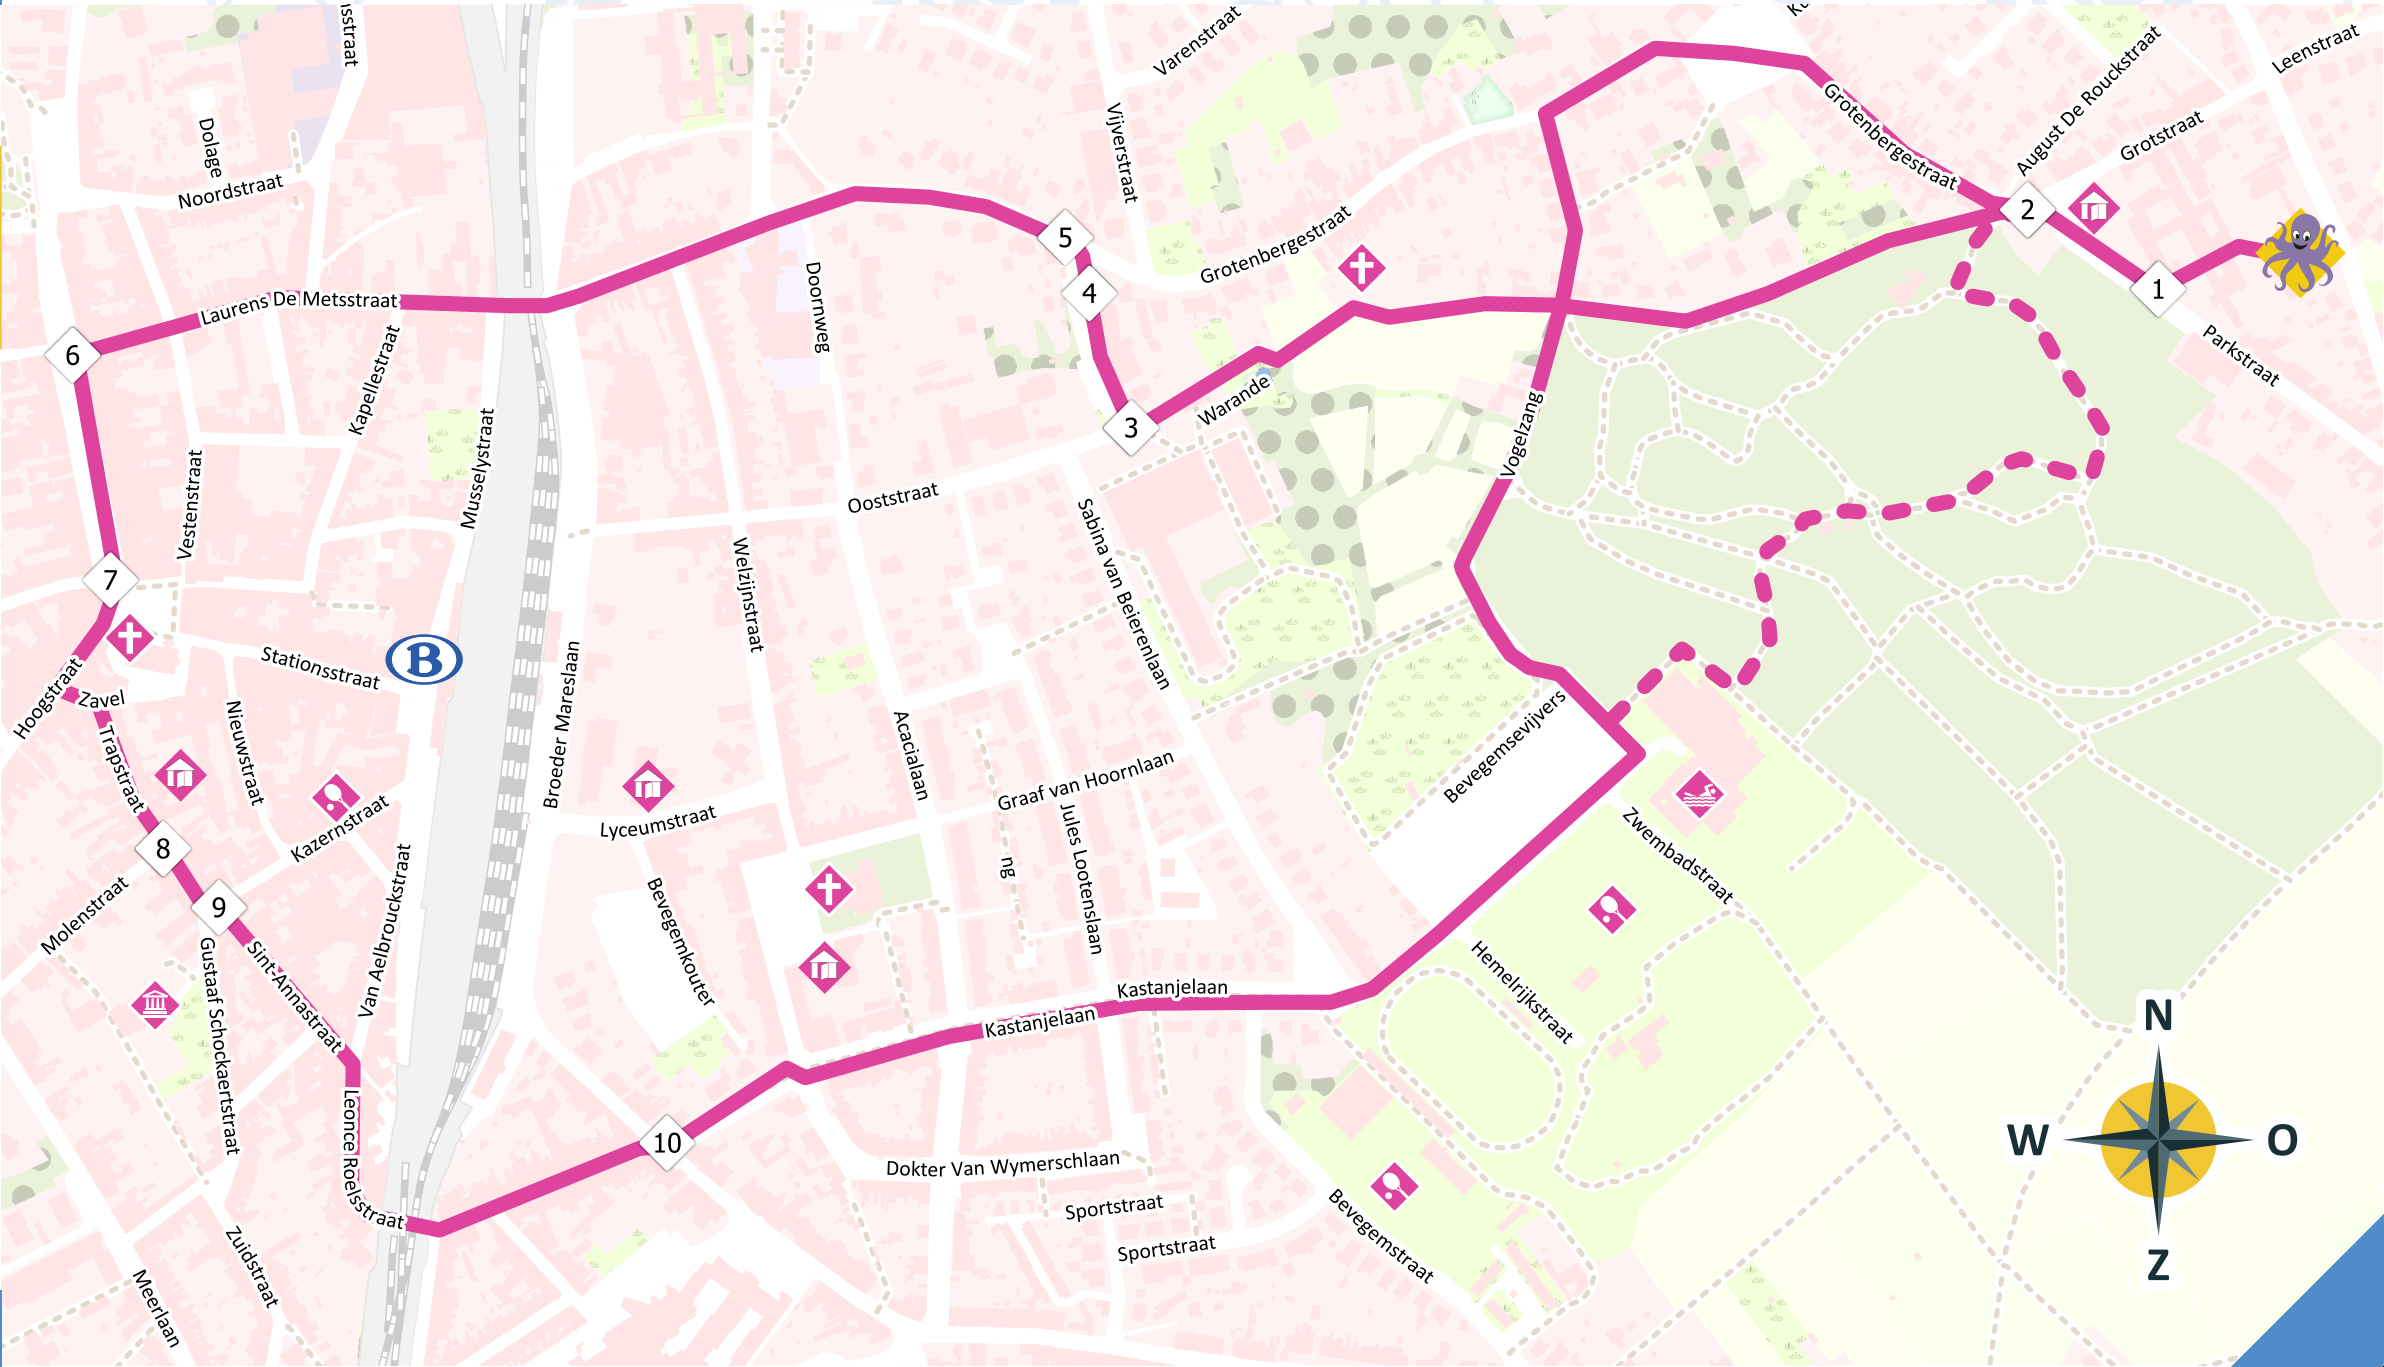 Varenstraat
August De Rouckstraat
Leenstraat
Grotstraat
Grotenbergestraat
Vijverstraat
Dolage
Noordstraat
2
1
Parkstraat
Grotenbergestraat
5
4
3
Warande
Vogelzang
Doornweg
Laurens De Metsstraat
Kapellestraat
6
Musselystraat
Vestenstraat
Ooststraat
Sabina van Beierenlaan
Welzijnstraat
7
Stationsstraat
B
Broeder Mareslaan
Hoogstraat
Zavel
Trapstraat
Nieuwstraat
Kazernstraat
Acacialaan
Graaf van Hoornlaan
Bevegemsevijvers
Lyceumstraat
Jules Lootenslaan
ng
Zwembadstraat
8
9
Molenstraat
Van Aelbrouckstraat
Bevegemkouter
Sint-Annastraat
Gustaaf Schockaertstraat
Hemelrijkstraat
Kastanjelaan
Kastanjelaan
Leonce Roelsstraat
10
Dokter Van Wymerschlaan
Sportstraat
Sportstraat
Bevegemstraat
Zuidstraat
Meerlaan
N
W
O
Z